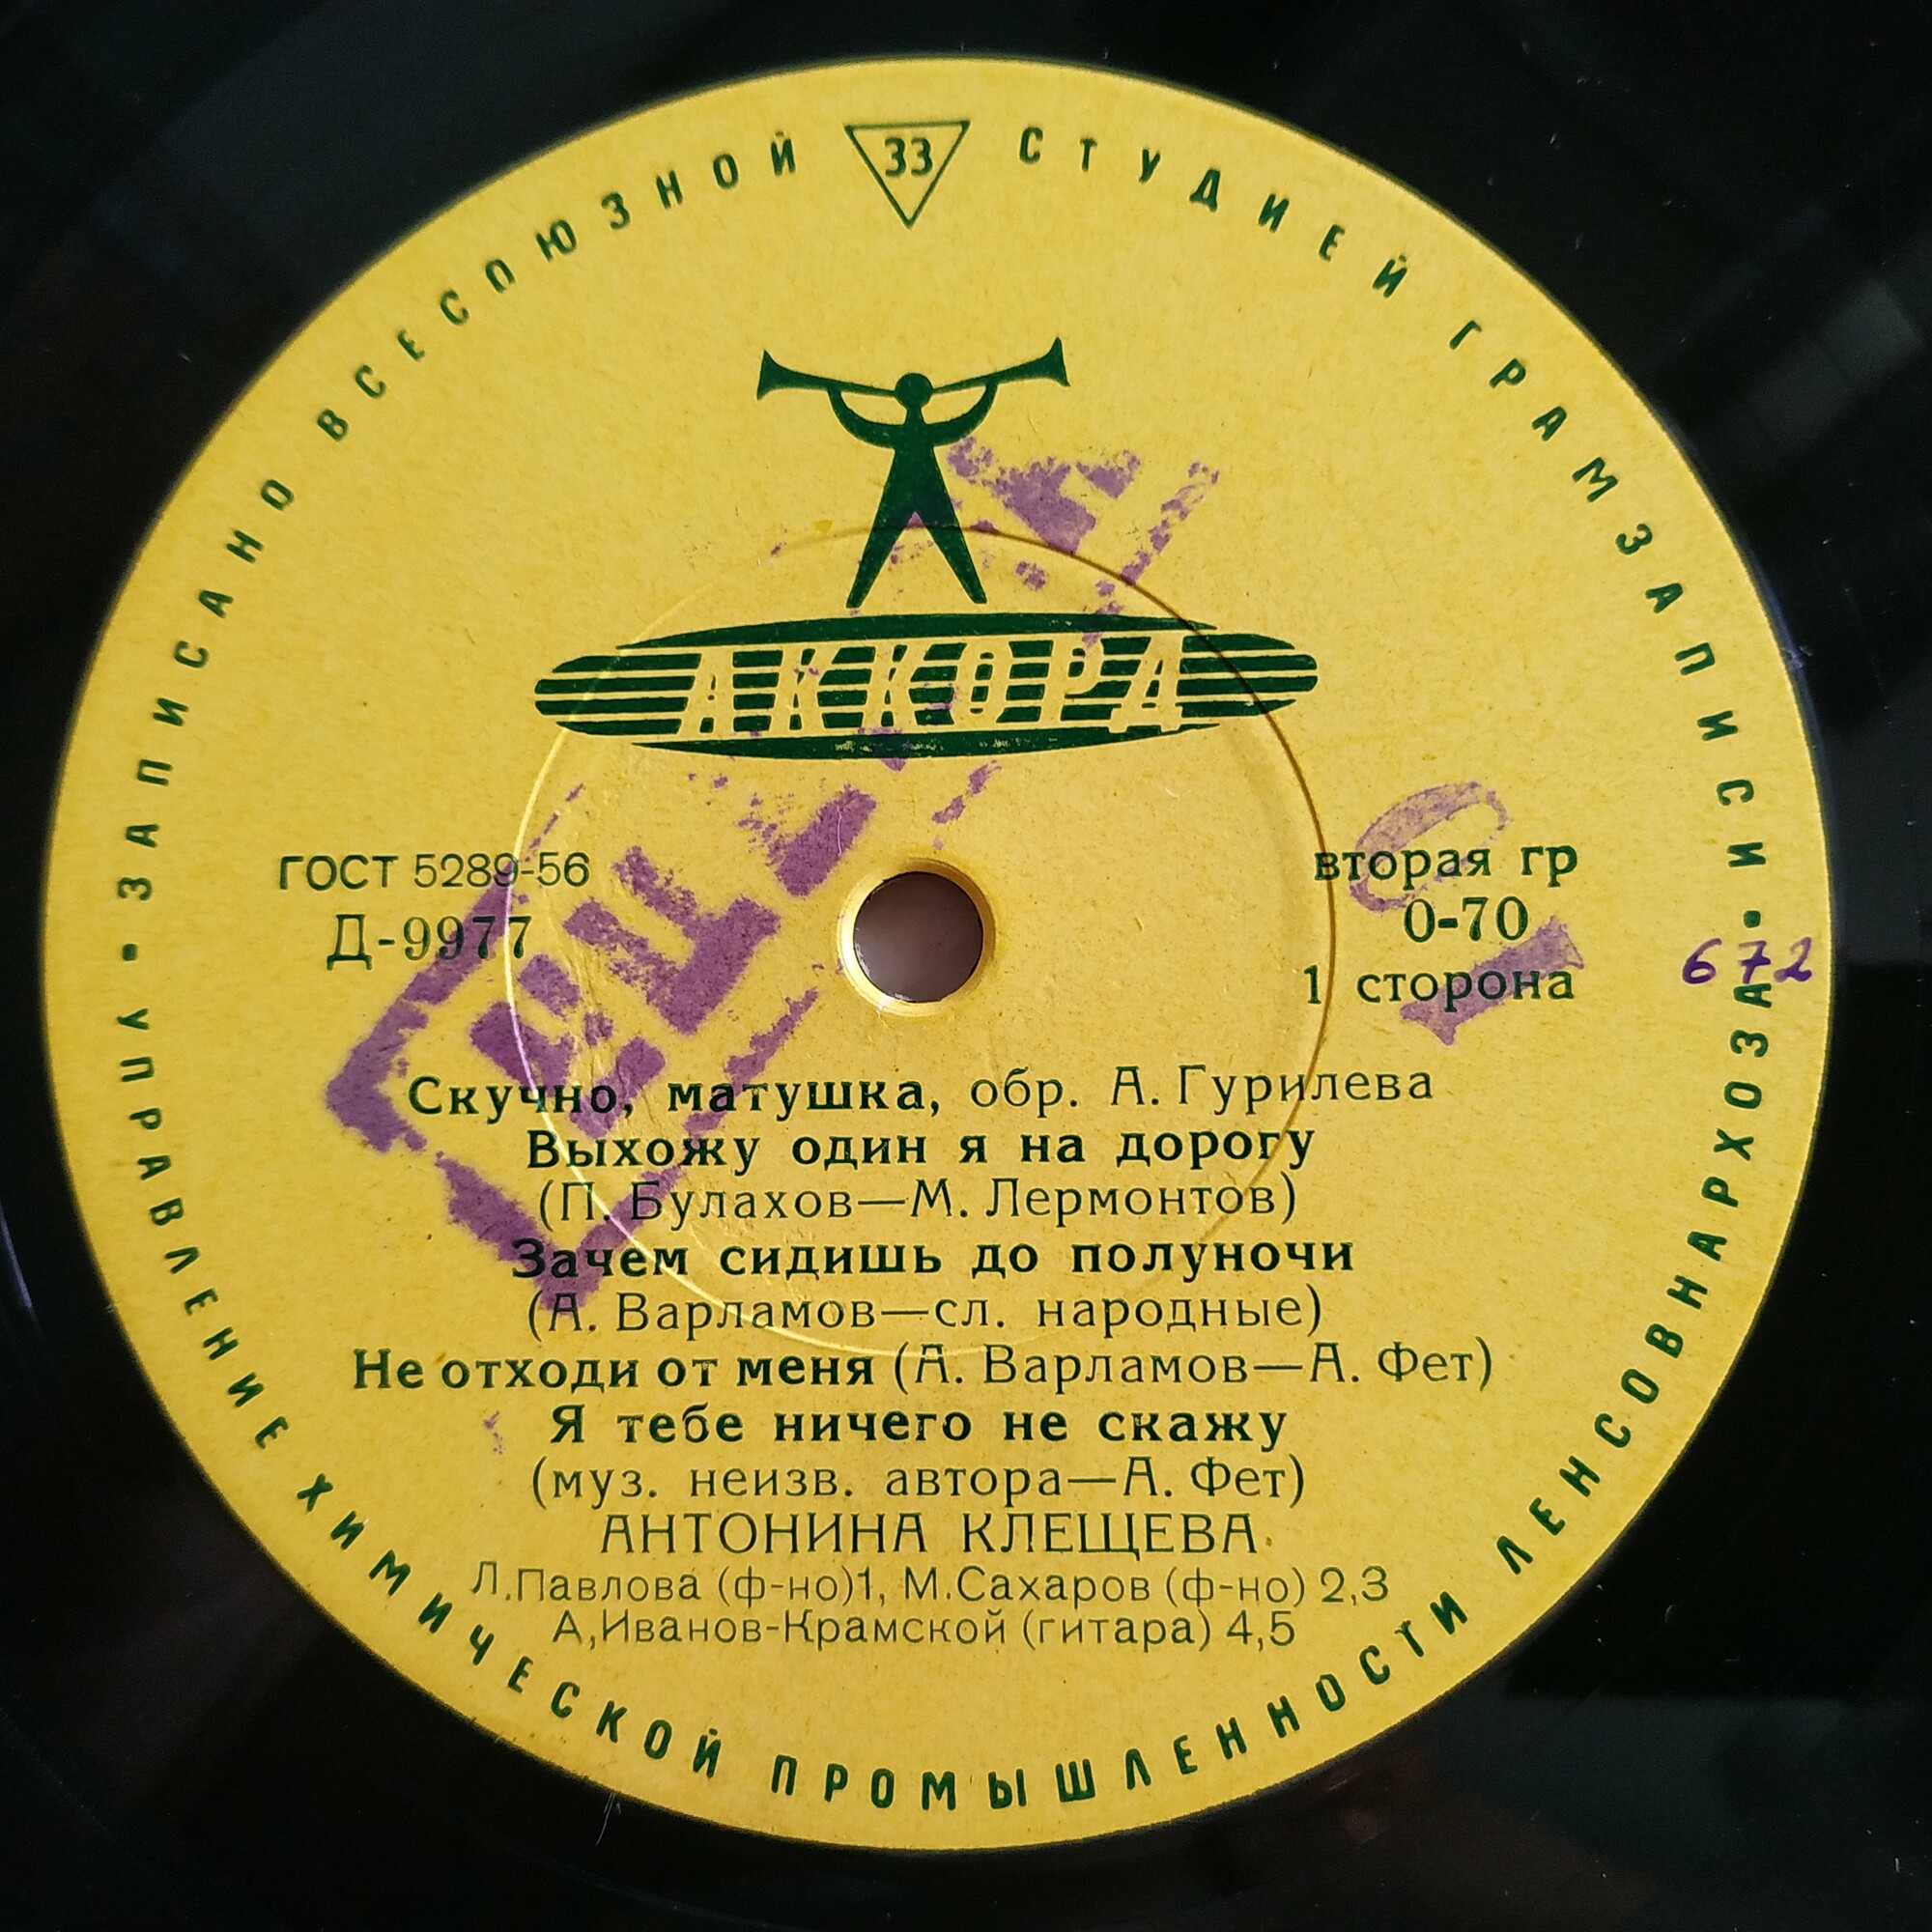 ЗАПИСАНО ВСЕСОЮЗНОЙ СТУДИЕЙ ГРАМЗАПИСИ
33
АККОРД
ГОСТ 5289-56
Д-9977
вторая гр
0-70
1 сторона
672
Скучно, матушка, обр. А. Гурилева
Выхожу один я на дорогу
(П. Булахов—М. Лермонтов)
Зачем сидишь до полуночи
(А. Варламов—сл. народные)
Не отходи от меня (А. Варламов—А. Фет)
Я тебе ничего не скажу
(муз. неизв. автора—А. Фет)
АНТОНИНА КЛЕЩЕВА
Л.Павлова (ф-но)1, М.Сахаров (ф-но) 2,3
А,Иванов-Крамской (гитара) 4,5
УПРАВЛЕНИЕ ХИМИЧЕСКОЙ ПРОМЫШЛЕННОСТИ ЛЕНСОВНАРХОЗА